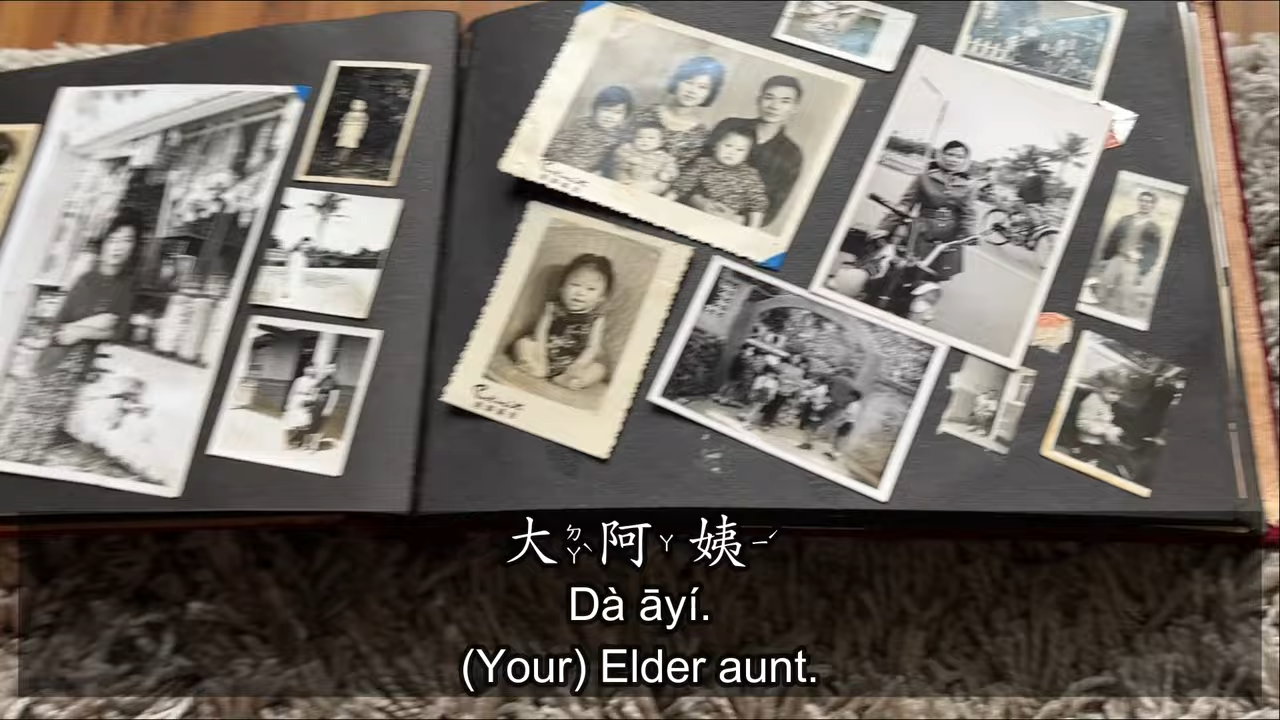 大ㄉㄚˋ阿ㄚ姨ㄧˊ
Dà āyí.
(Your) Elder aunt.